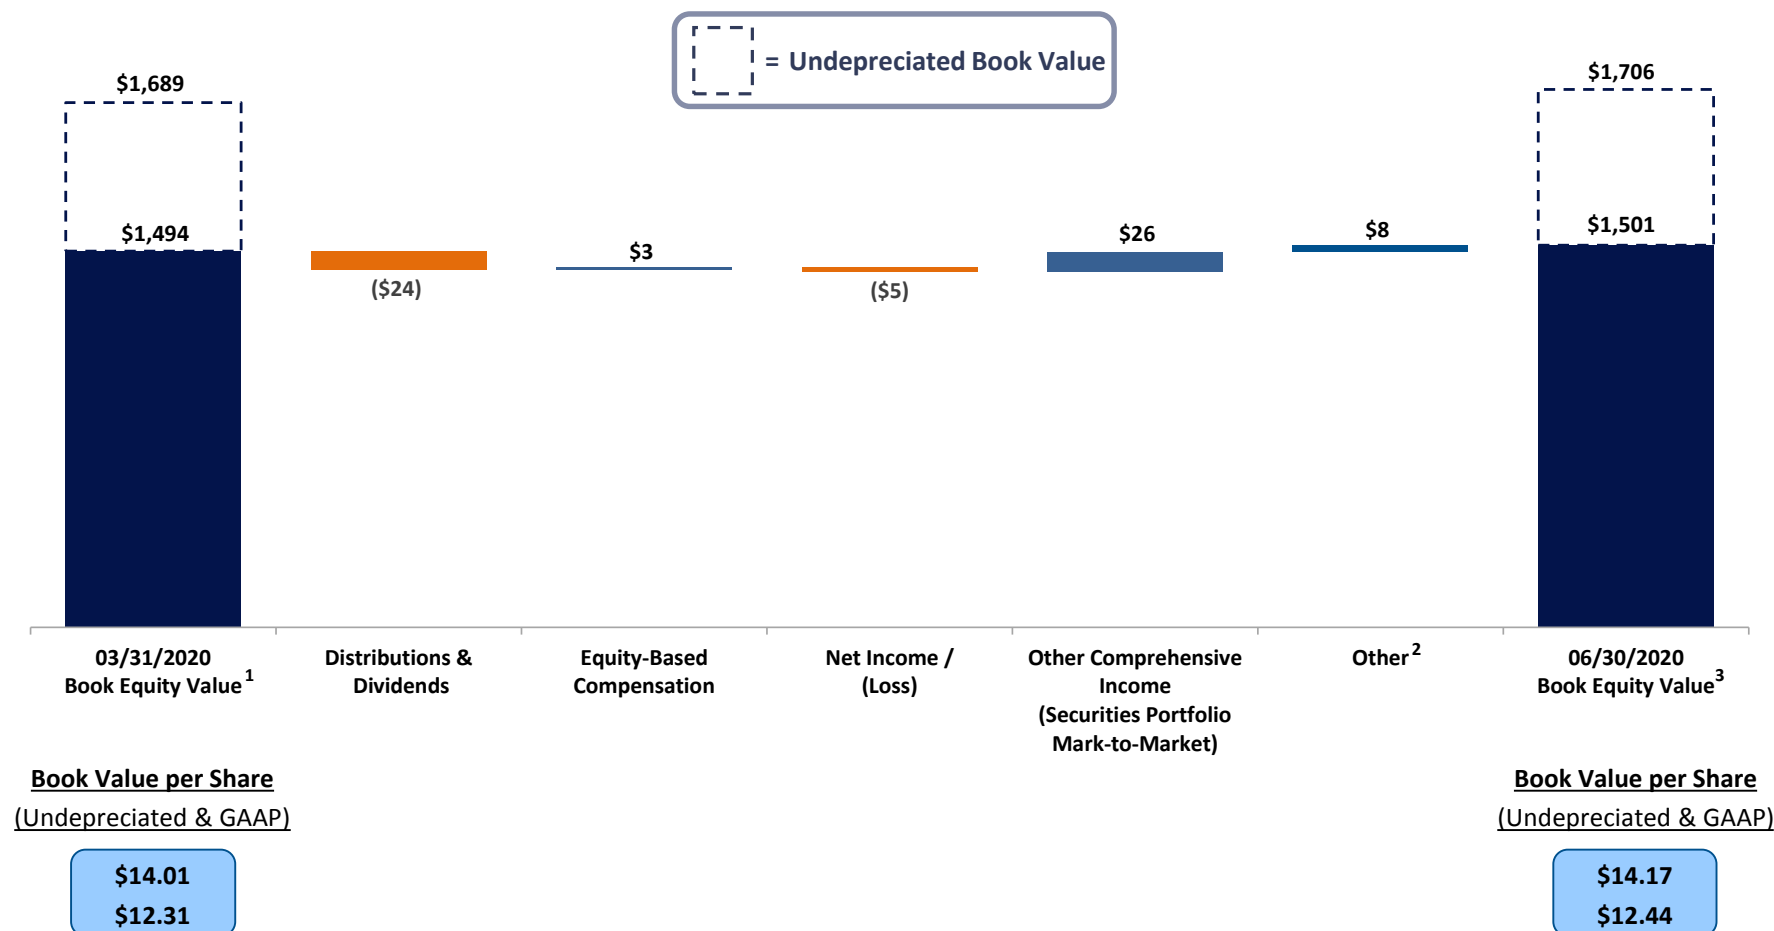 = Undepreciated Book Value
$1,689
$1,706
$1,494
($24)
$3
($5)
$26
$8
$1,501
03/31/2020
Book Equity Value1
Distributions &
Dividends
Equity-Based
Compensation
Net Income /
(Loss)
Other Comprehensive
Income
(Securities Portfolio
Mark-to-Market)
Other2
06/30/2020
Book Equity Value3
Book Value per Share
(Undepreciated & GAAP)
$14.01
$12.31
Book Value per Share
(Undepreciated & GAAP)
$14.17
$12.44